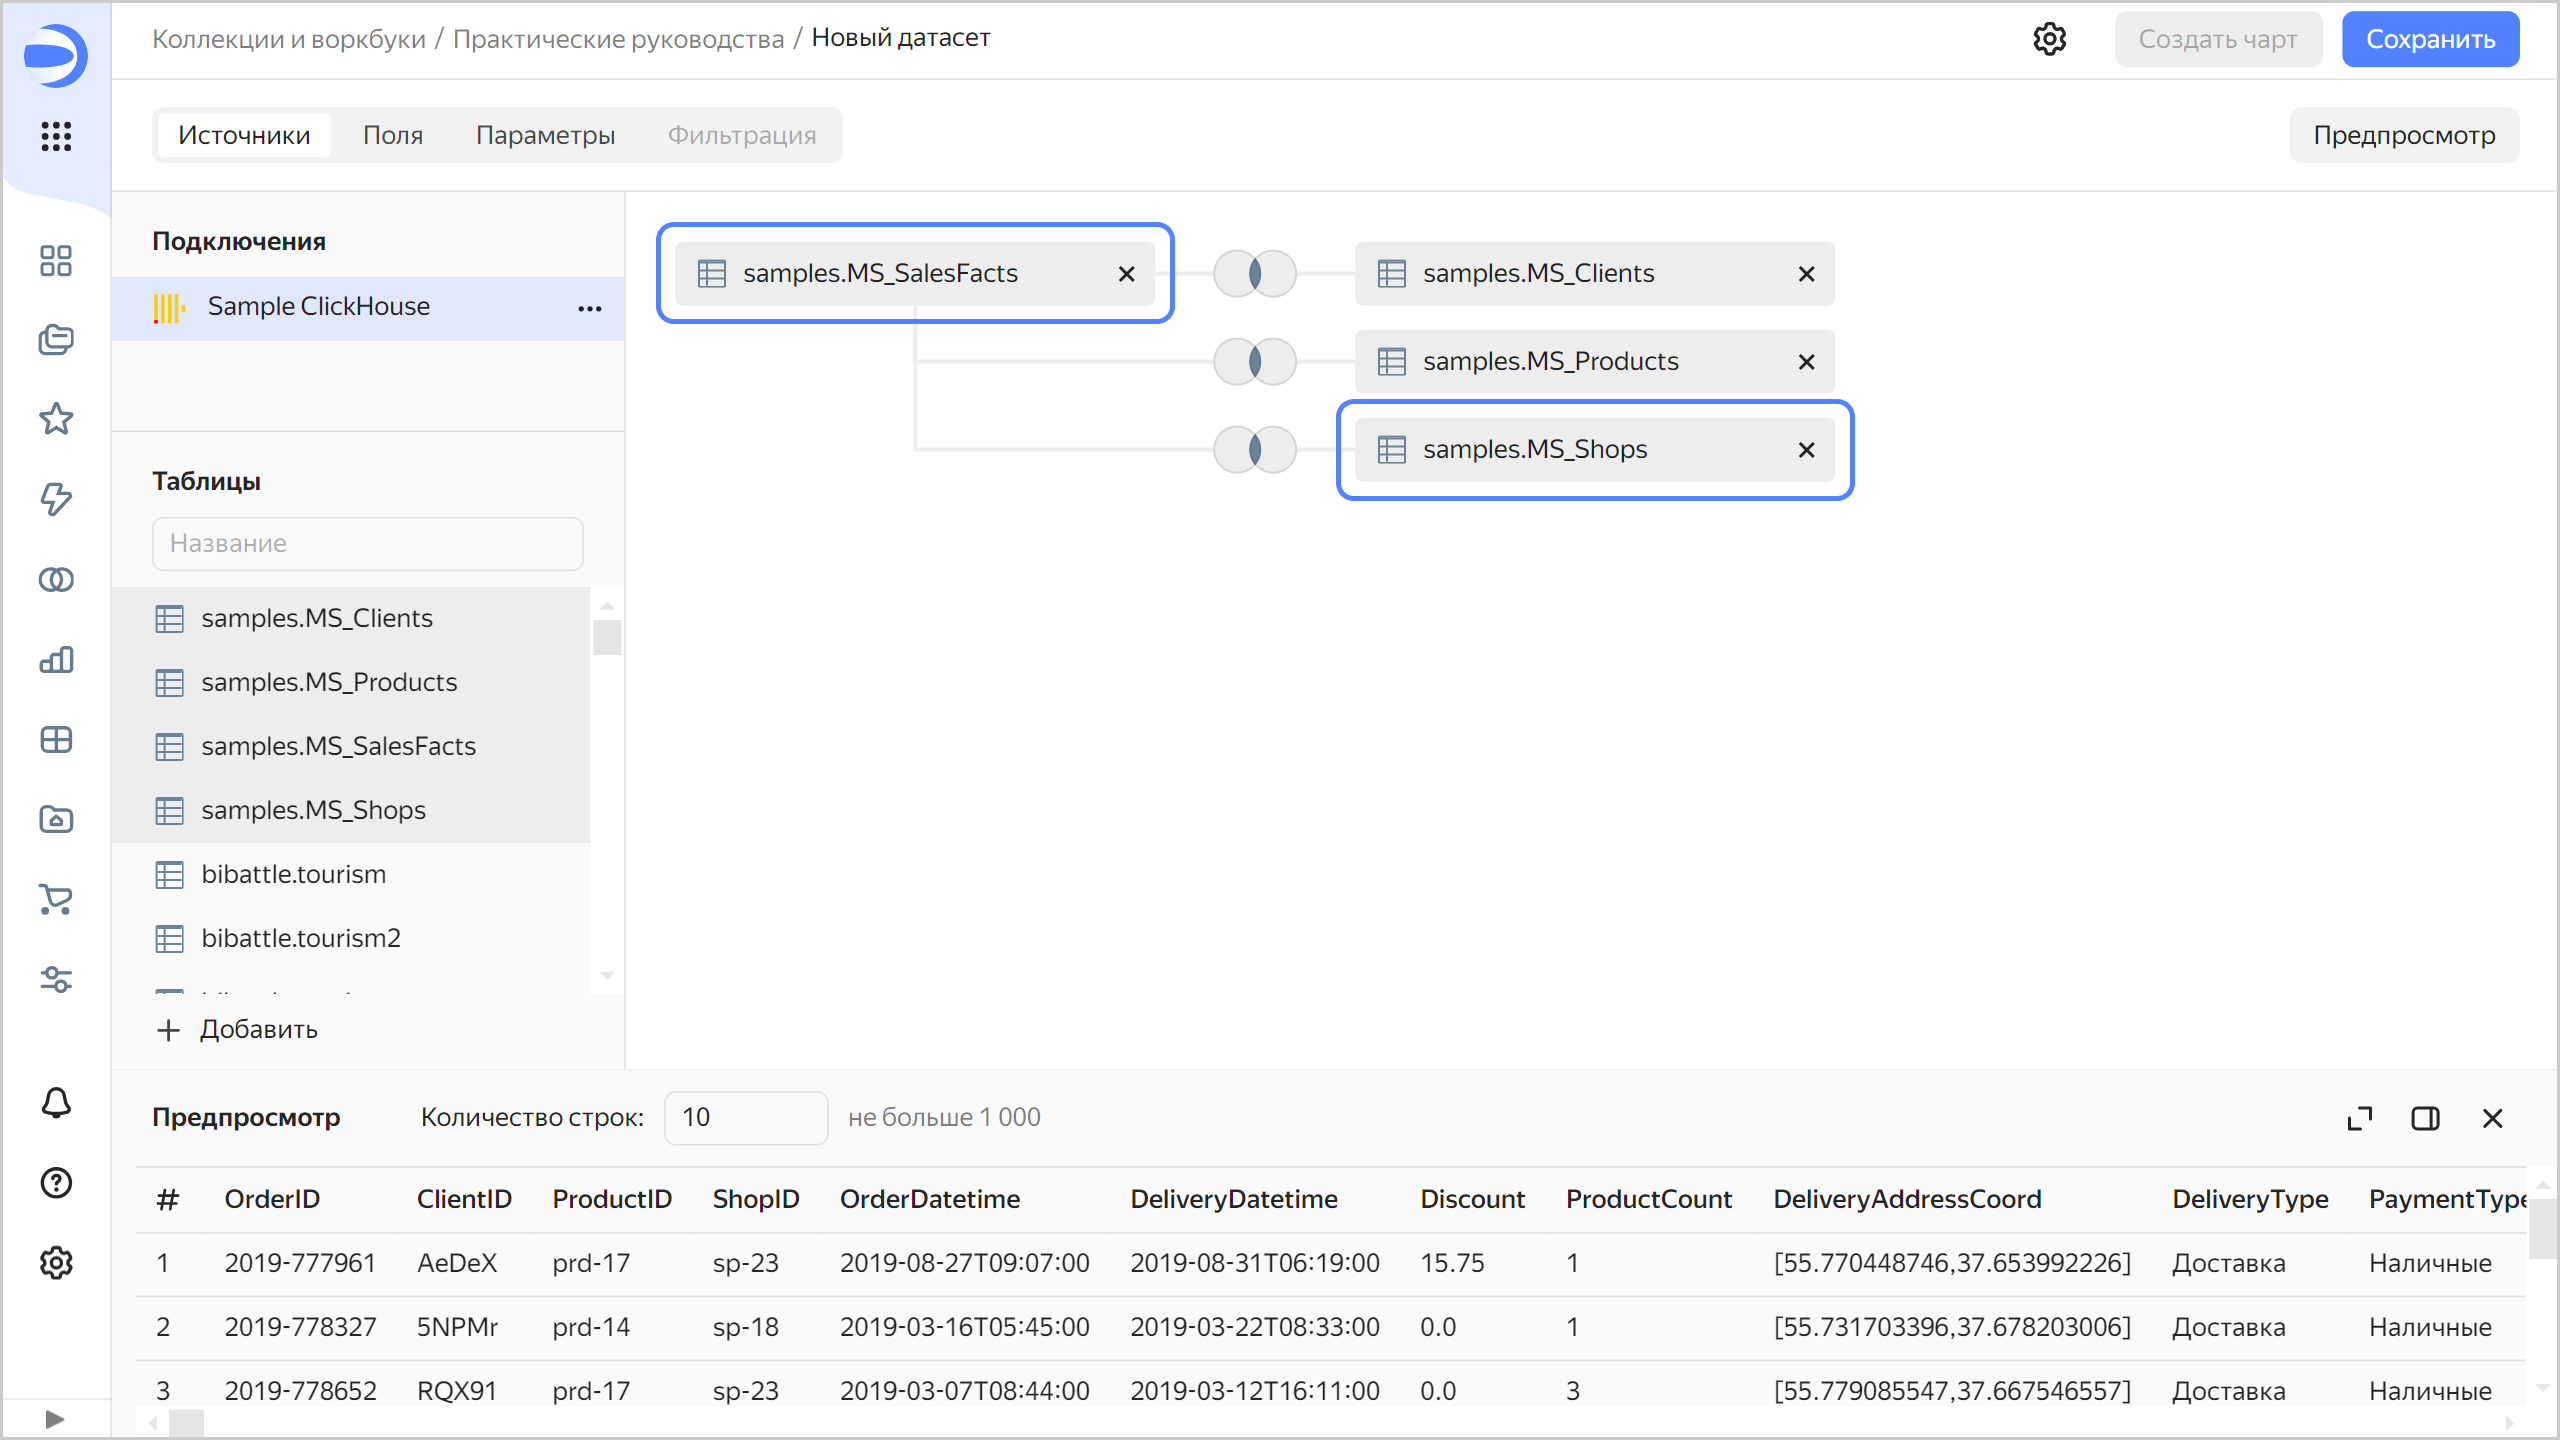 Коллекции и воркбуки / Практические руководства / Новый датасет
Создать чарт
Сохранить
Источники
Поля
Параметры
Фильтрация
Предпросмотр
Подключения
Sample ClickHouse
Таблицы
Название
samples.MS_Clients
samples.MS_Products
samples.MS_SalesFacts
samples.MS_Shops
bibattle.tourism
bibattle.tourism2
Добавить
samples.MS_SalesFacts
samples.MS_Clients
samples.MS_Products
samples.MS_Shops
Предпросмотр
Количество строк: 10 не больше 1 000
# OrderID ClientID ProductID ShopID OrderDatetime DeliveryDatetime Discount ProductCount DeliveryAddressCoord DeliveryType PaymentType
1 2019-777961 AeDeX prd-17 sp-23 2019-08-27T09:07:00 2019-08-31T06:19:00 15.75 1 [55.770448746,37.653992226] Доставка Наличные
2 2019-778327 5NPMr prd-14 sp-18 2019-03-16T05:45:00 2019-03-22T08:33:00 0.0 1 [55.731703396,37.678203006] Доставка Наличные
3 2019-778652 RQX91 prd-17 sp-23 2019-03-07T08:44:00 2019-03-12T16:11:00 0.0 3 [55.779085547,37.667546557] Доставка Наличные